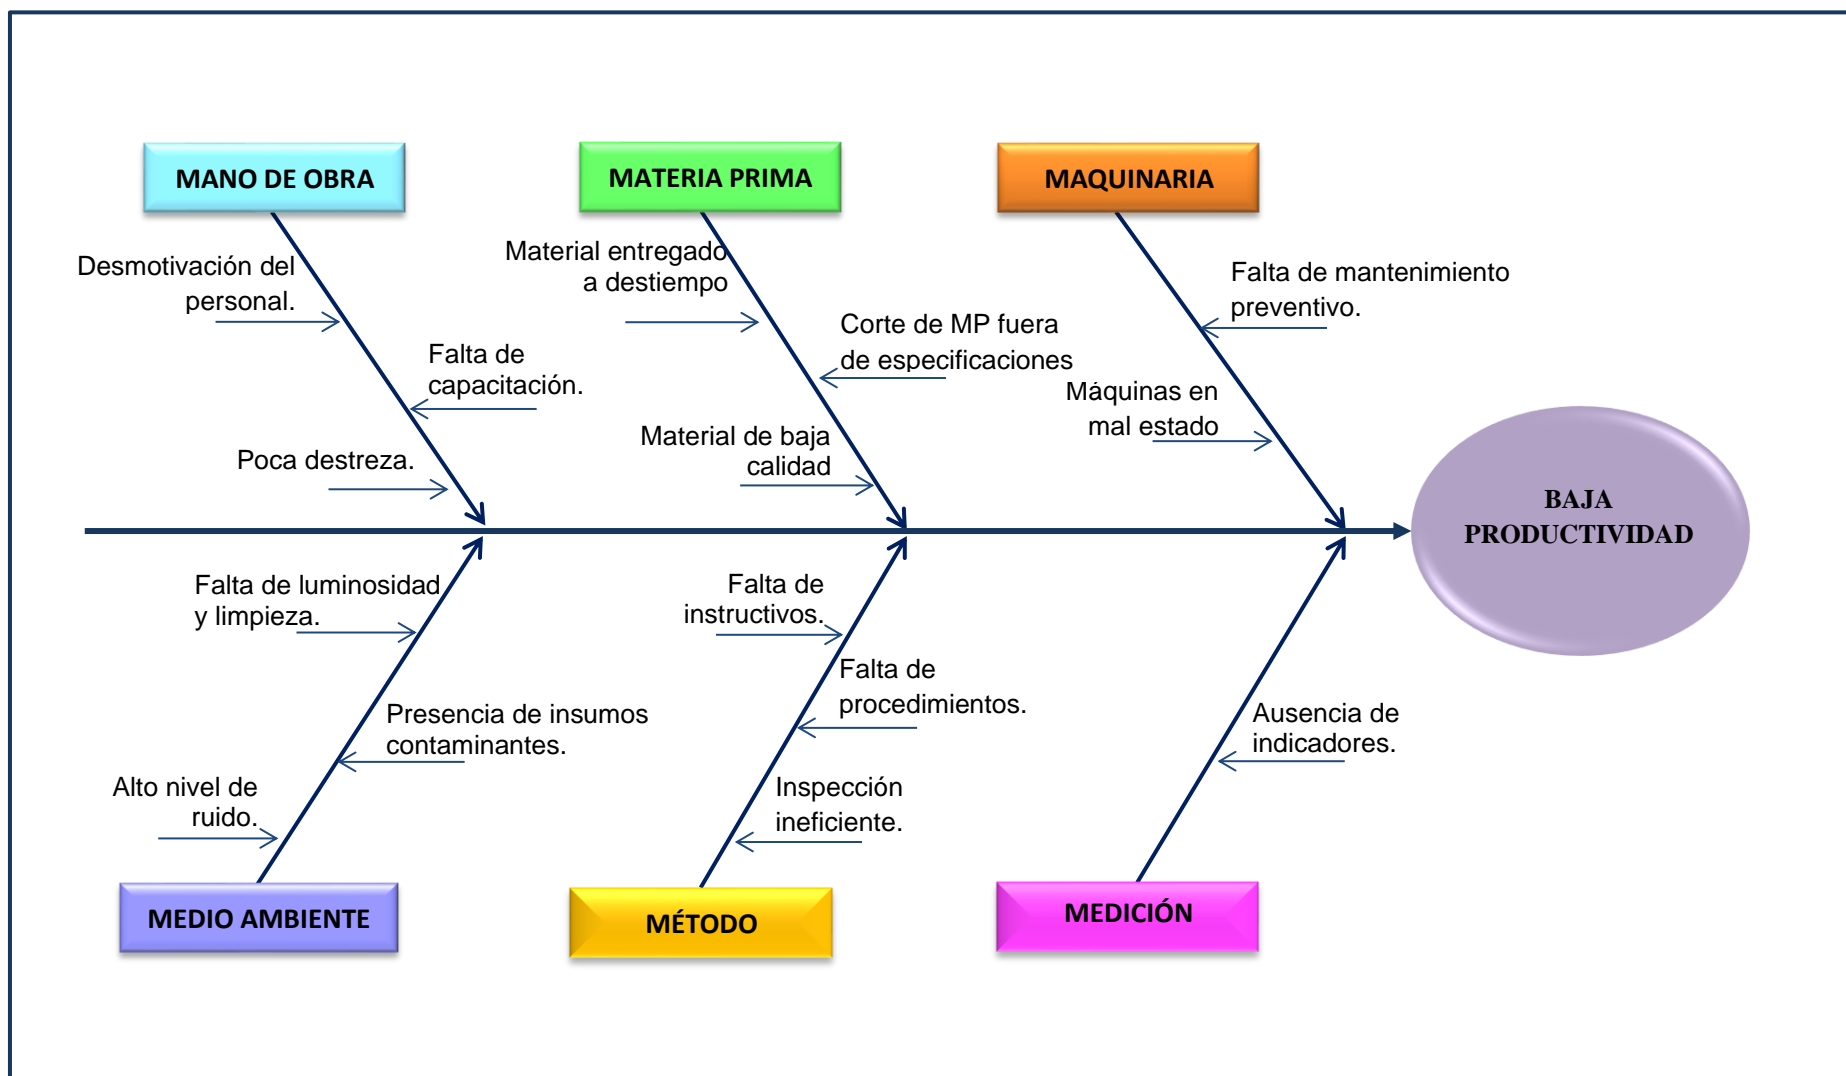 MANO DE OBRA
MATERIA PRIMA
MAQUINARIA
Desmotivación del
personal.
Falta de
capacitación.
Poca destreza.
Material entregado
a destiempo
Corte de MP fuera
de especificaciones
Material de baja
calidad
Falta de mantenimiento
preventivo.
Máquinas en
mal estado
BAJA
PRODUCTIVIDAD
Falta de luminosidad
y limpieza.
Presencia de insumos
contaminantes.
Alto nivel de
ruido.
Falta de
instructivos.
Falta de
procedimientos.
Inspección
ineficiente.
Ausencia de
indicadores.
MEDIO AMBIENTE
MÉTODO
MEDICIÓN